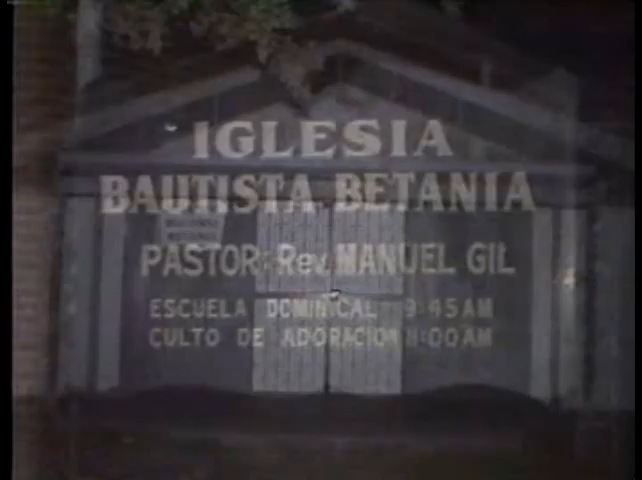 IGLESIA
BAUTISTA BETANIA
PASTOR: Rev. MANUEL GIL
ESCUELA DOMINICAL 9:45AM
CULTO DE ADORACION 11:00AM